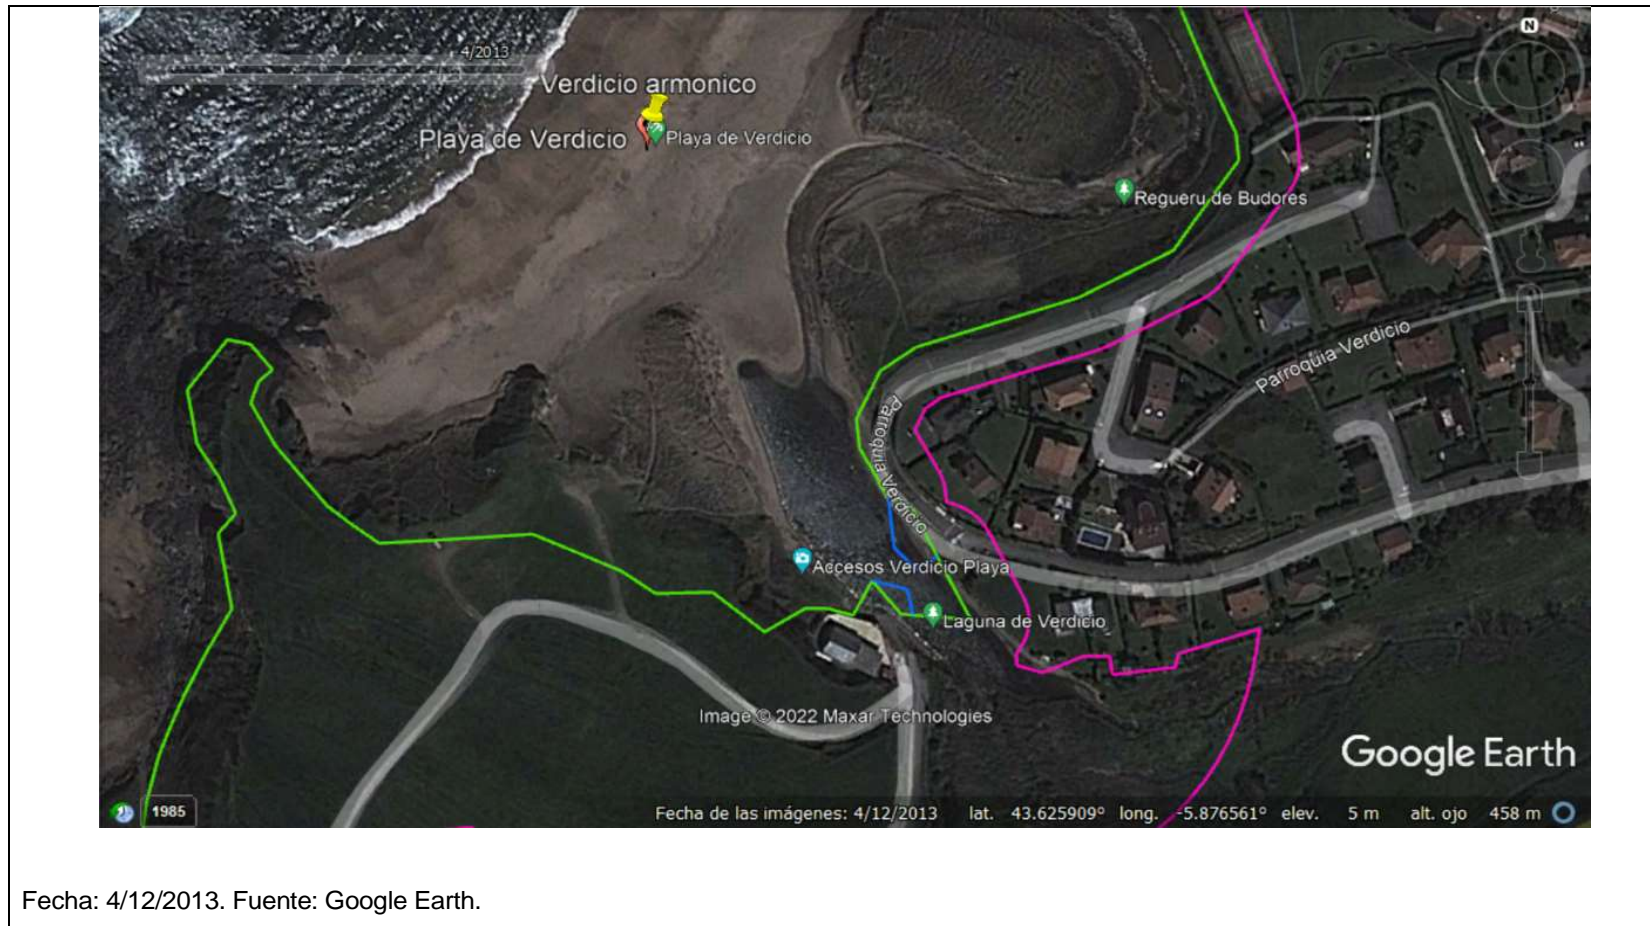 4/2013
N
Verdicio armonico
Playa de Verdicio
Playa de Verdicio
Regueru de Budores
Parroquia Verdicio
Parroquia Verdicio
Accesos Verdicio Playa
Laguna de Verdicio
Image © 2022 Maxar Technologies
Google Earth
1985
Fecha de las imágenes: 4/12/2013 lat. 43.625909° long. -5.876561° elev. 5 m alt. ojo 458 m
Fecha: 4/12/2013. Fuente: Google Earth.